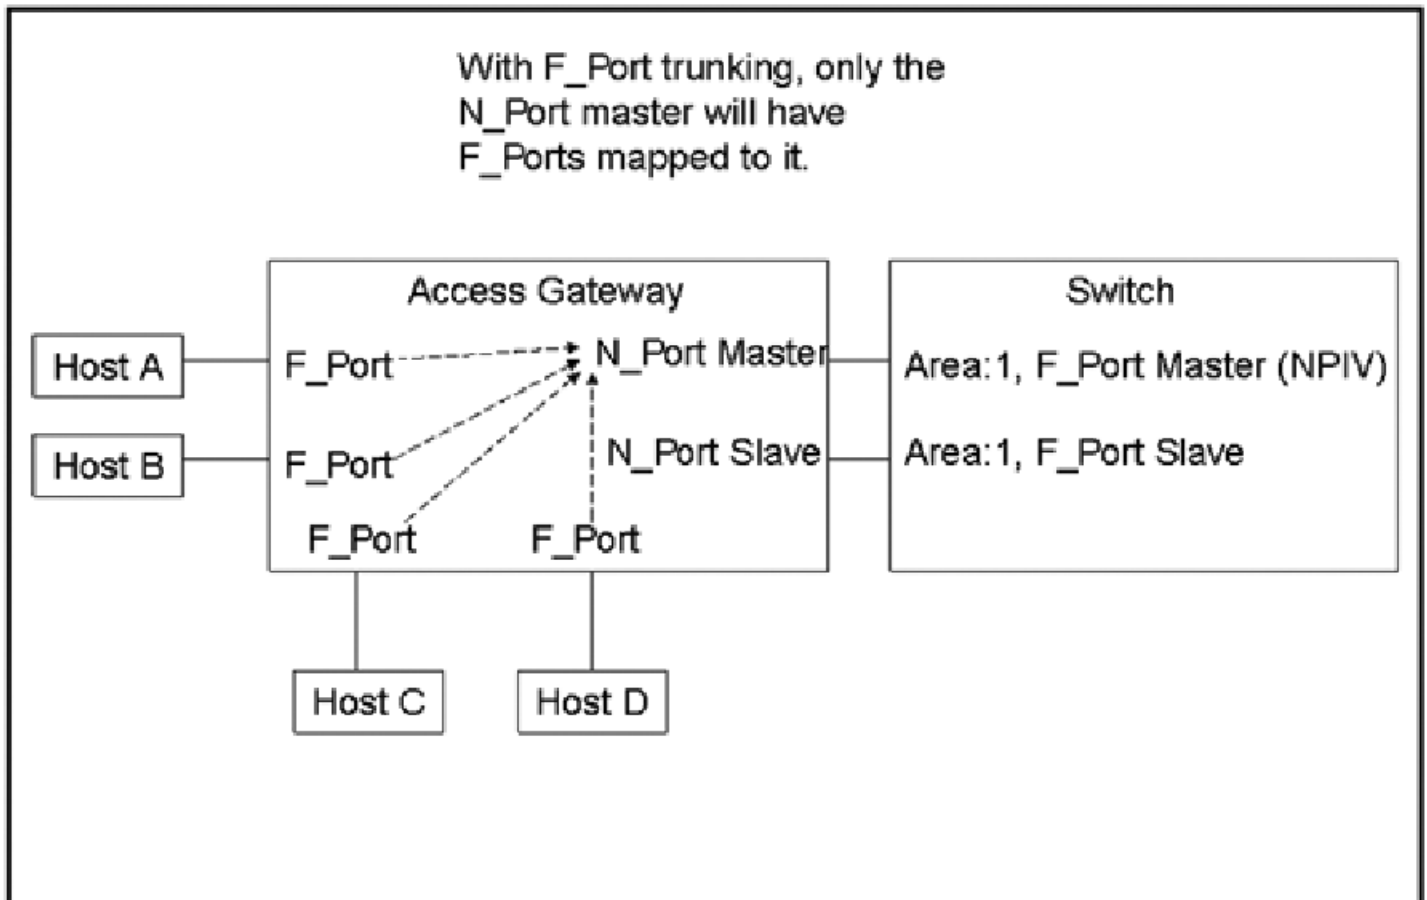 With F_Port trunking, only the
N_Port master will have
F_Ports mapped to it.
Access Gateway
Switch
Host A
F_Port
N_Port Master
Area:1, F_Port Master (NPIV)
Host B
F_Port
N_Port Slave
Area:1, F_Port Slave
F_Port
F_Port
Host C
Host D